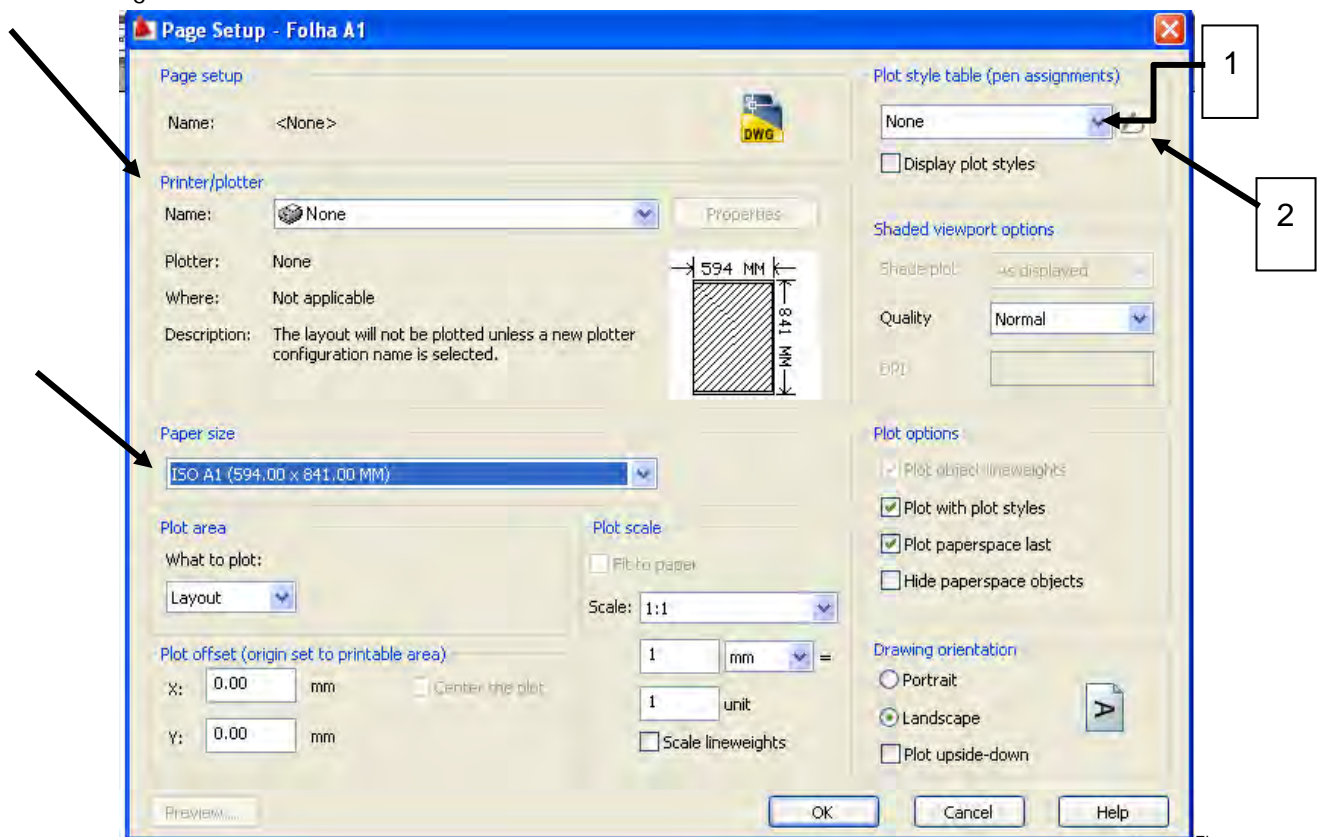 Page Setup - Folha A1
Page setup
Name: <None>
DWG
Printer/plotter
Name: None Properties
Plotter: None
Where: Not applicable
Description: The layout will not be plotted unless a new plotter
configuration name is selected.
594 MM
841 MM
Paper size
ISO A1 (594.00 x 841.00 MM)
Plot area
What to plot:
Layout
Plot offset (origin set to printable area)
X: 0.00 mm Center the plot
Y: 0.00 mm
Plot scale
Fit to paper
Scale: 1:1
1 mm =
1 unit
Scale lineweights
Plot style table (pen assignments)
None
Display plot styles
1
2
Shaded viewport options
Shade plot As displayed
Quality Normal
DPI
Plot options
Plot object lineweights
Plot with plot styles
Plot paperspace last
Hide paperspace objects
Drawing orientation
Portrait
Landscape
Plot upside-down
A
Preview...
OK Cancel Help